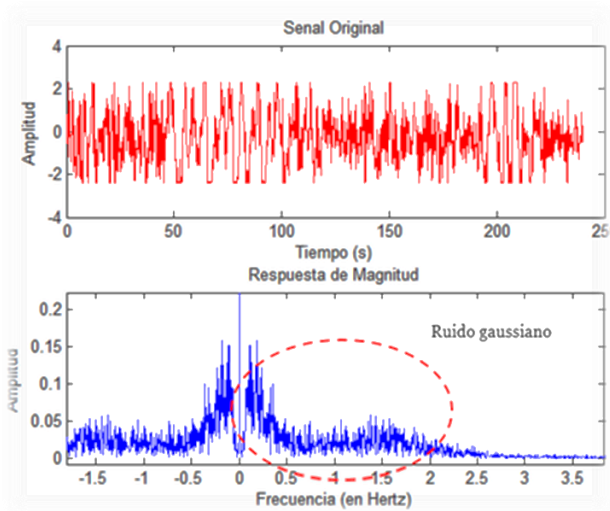 Senal Original
4
2
0
-2
-4
Amplitud
0 50 100 150 200 250
Tiempo (s)
Respuesta de Magnitud
0.2
0.15
0.1
0.05
0
Amplitud
Ruido gaussiano
-1.5 -1 -0.5 0 0.5 1 1.5 2 2.5 3 3.5
Frecuencia (en Hertz)